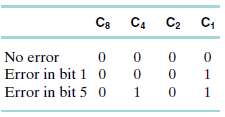 C8 C4 C2 C1
No error 0 0 0 0
Error in bit 1 0 0 0 1
Error in bit 5 0 1 0 1